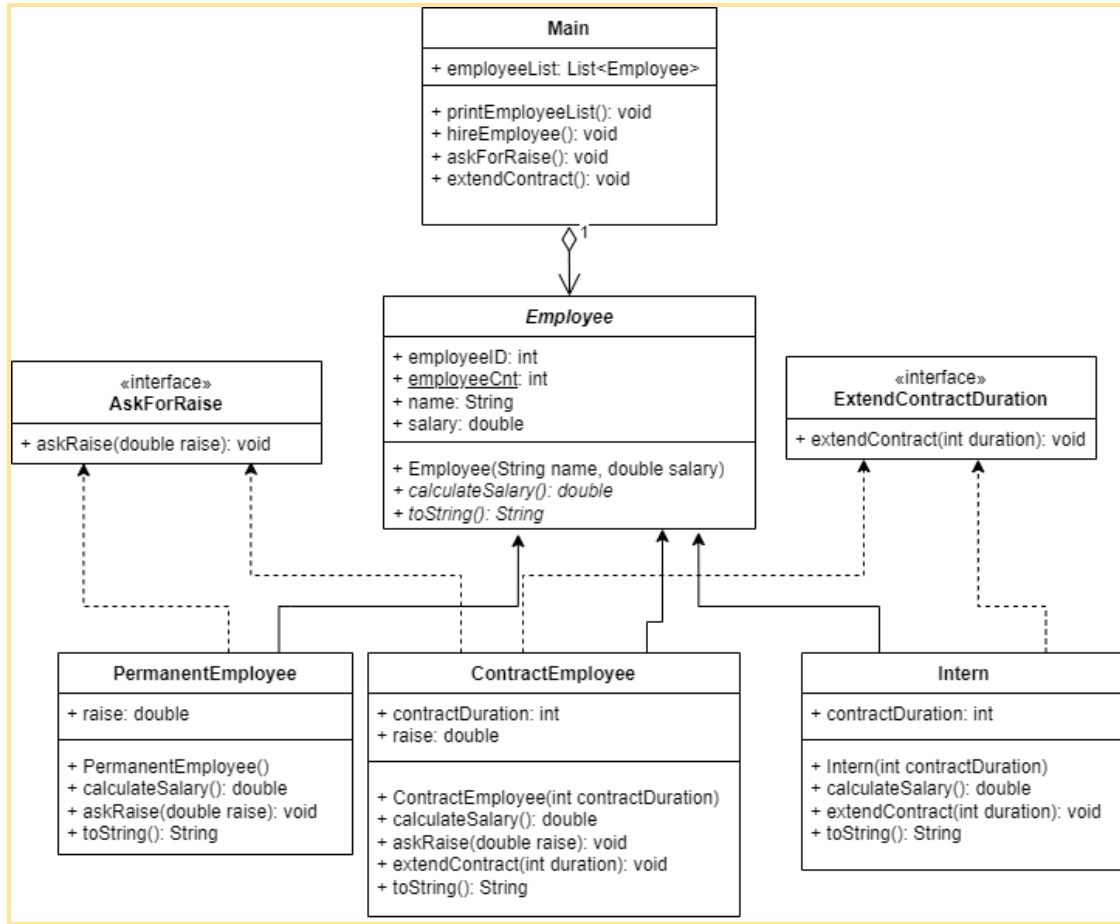 Main
+ employeeList: List<Employee>
+ printEmployeeList(): void
+ hireEmployee(): void
+ askForRaise(): void
+ extendContract(): void
1
Employee
+ employeeID: int
+ employeeCnt: int
+ name: String
+ salary: double
+ Employee(String name, double salary)
+ calculateSalary(): double
+ toString(): String
«interface»
AskForRaise
+ askRaise(double raise): void
«interface»
ExtendContractDuration
+ extendContract(int duration): void
PermanentEmployee
+ raise: double
+ PermanentEmployee()
+ calculateSalary(): double
+ askRaise(double raise): void
+ toString(): String
ContractEmployee
+ contractDuration: int
+ raise: double
+ ContractEmployee(int contractDuration)
+ calculateSalary(): double
+ askRaise(double raise): void
+ extendContract(int duration): void
+ toString(): String
Intern
+ contractDuration: int
+ Intern(int contractDuration)
+ calculateSalary(): double
+ extendContract(int duration): void
+ toString(): String